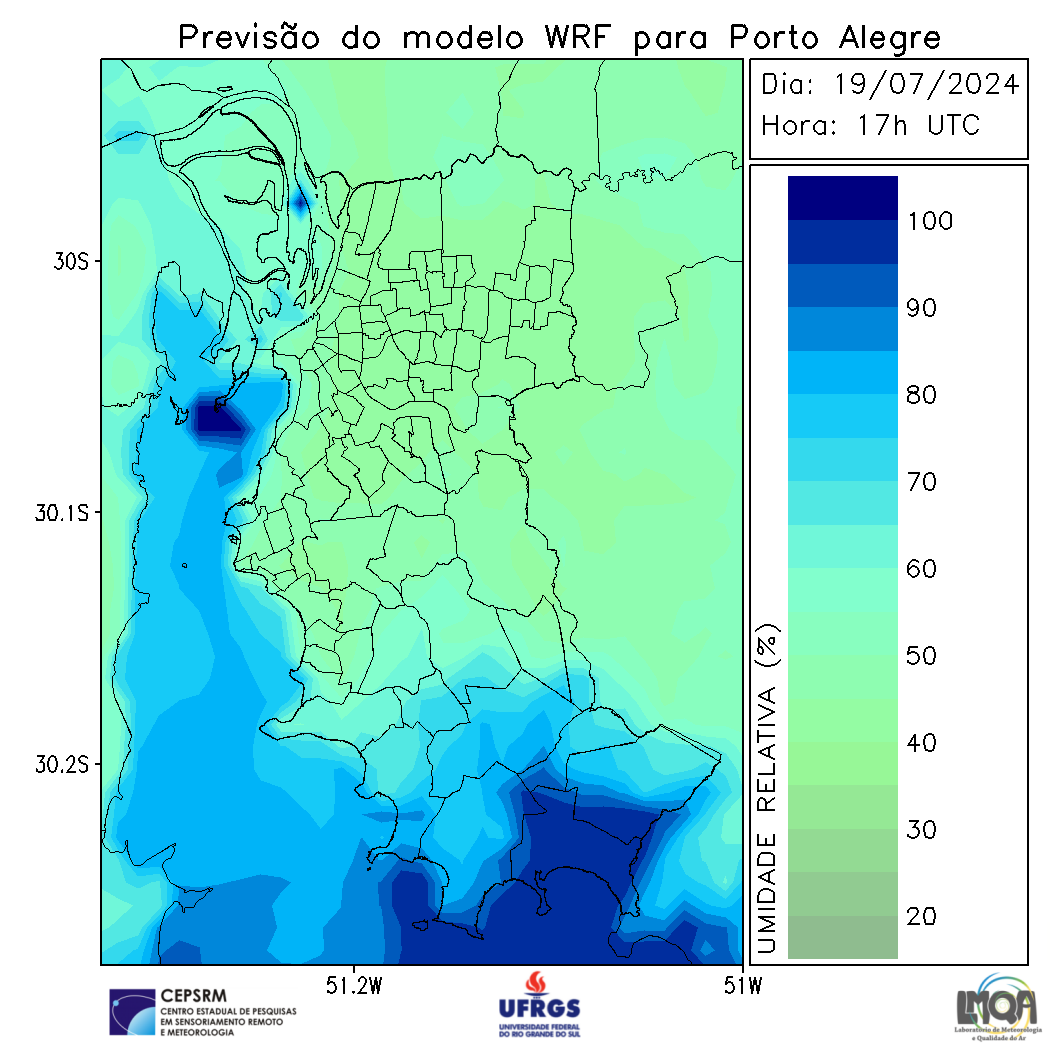 Previsão do modelo WRF para Porto Alegre
Dia: 19/07/2024
Hora: 17h UTC
100
90
80
70
60
50
40
30
20
UMIDADE RELATIVA (%)
30S
30.1S
30.2S
51.2W
51W
CEPSRM
CENTRO ESTADUAL DE PESQUISAS
EM SENSORIAMENTO REMOTO
E METEOROLOGIA
UFRGS
UNIVERSIDADE FEDERAL
DO RIO GRANDE DO SUL
LMQA
Laboratório de Meteorologia
e Qualidade do Ar